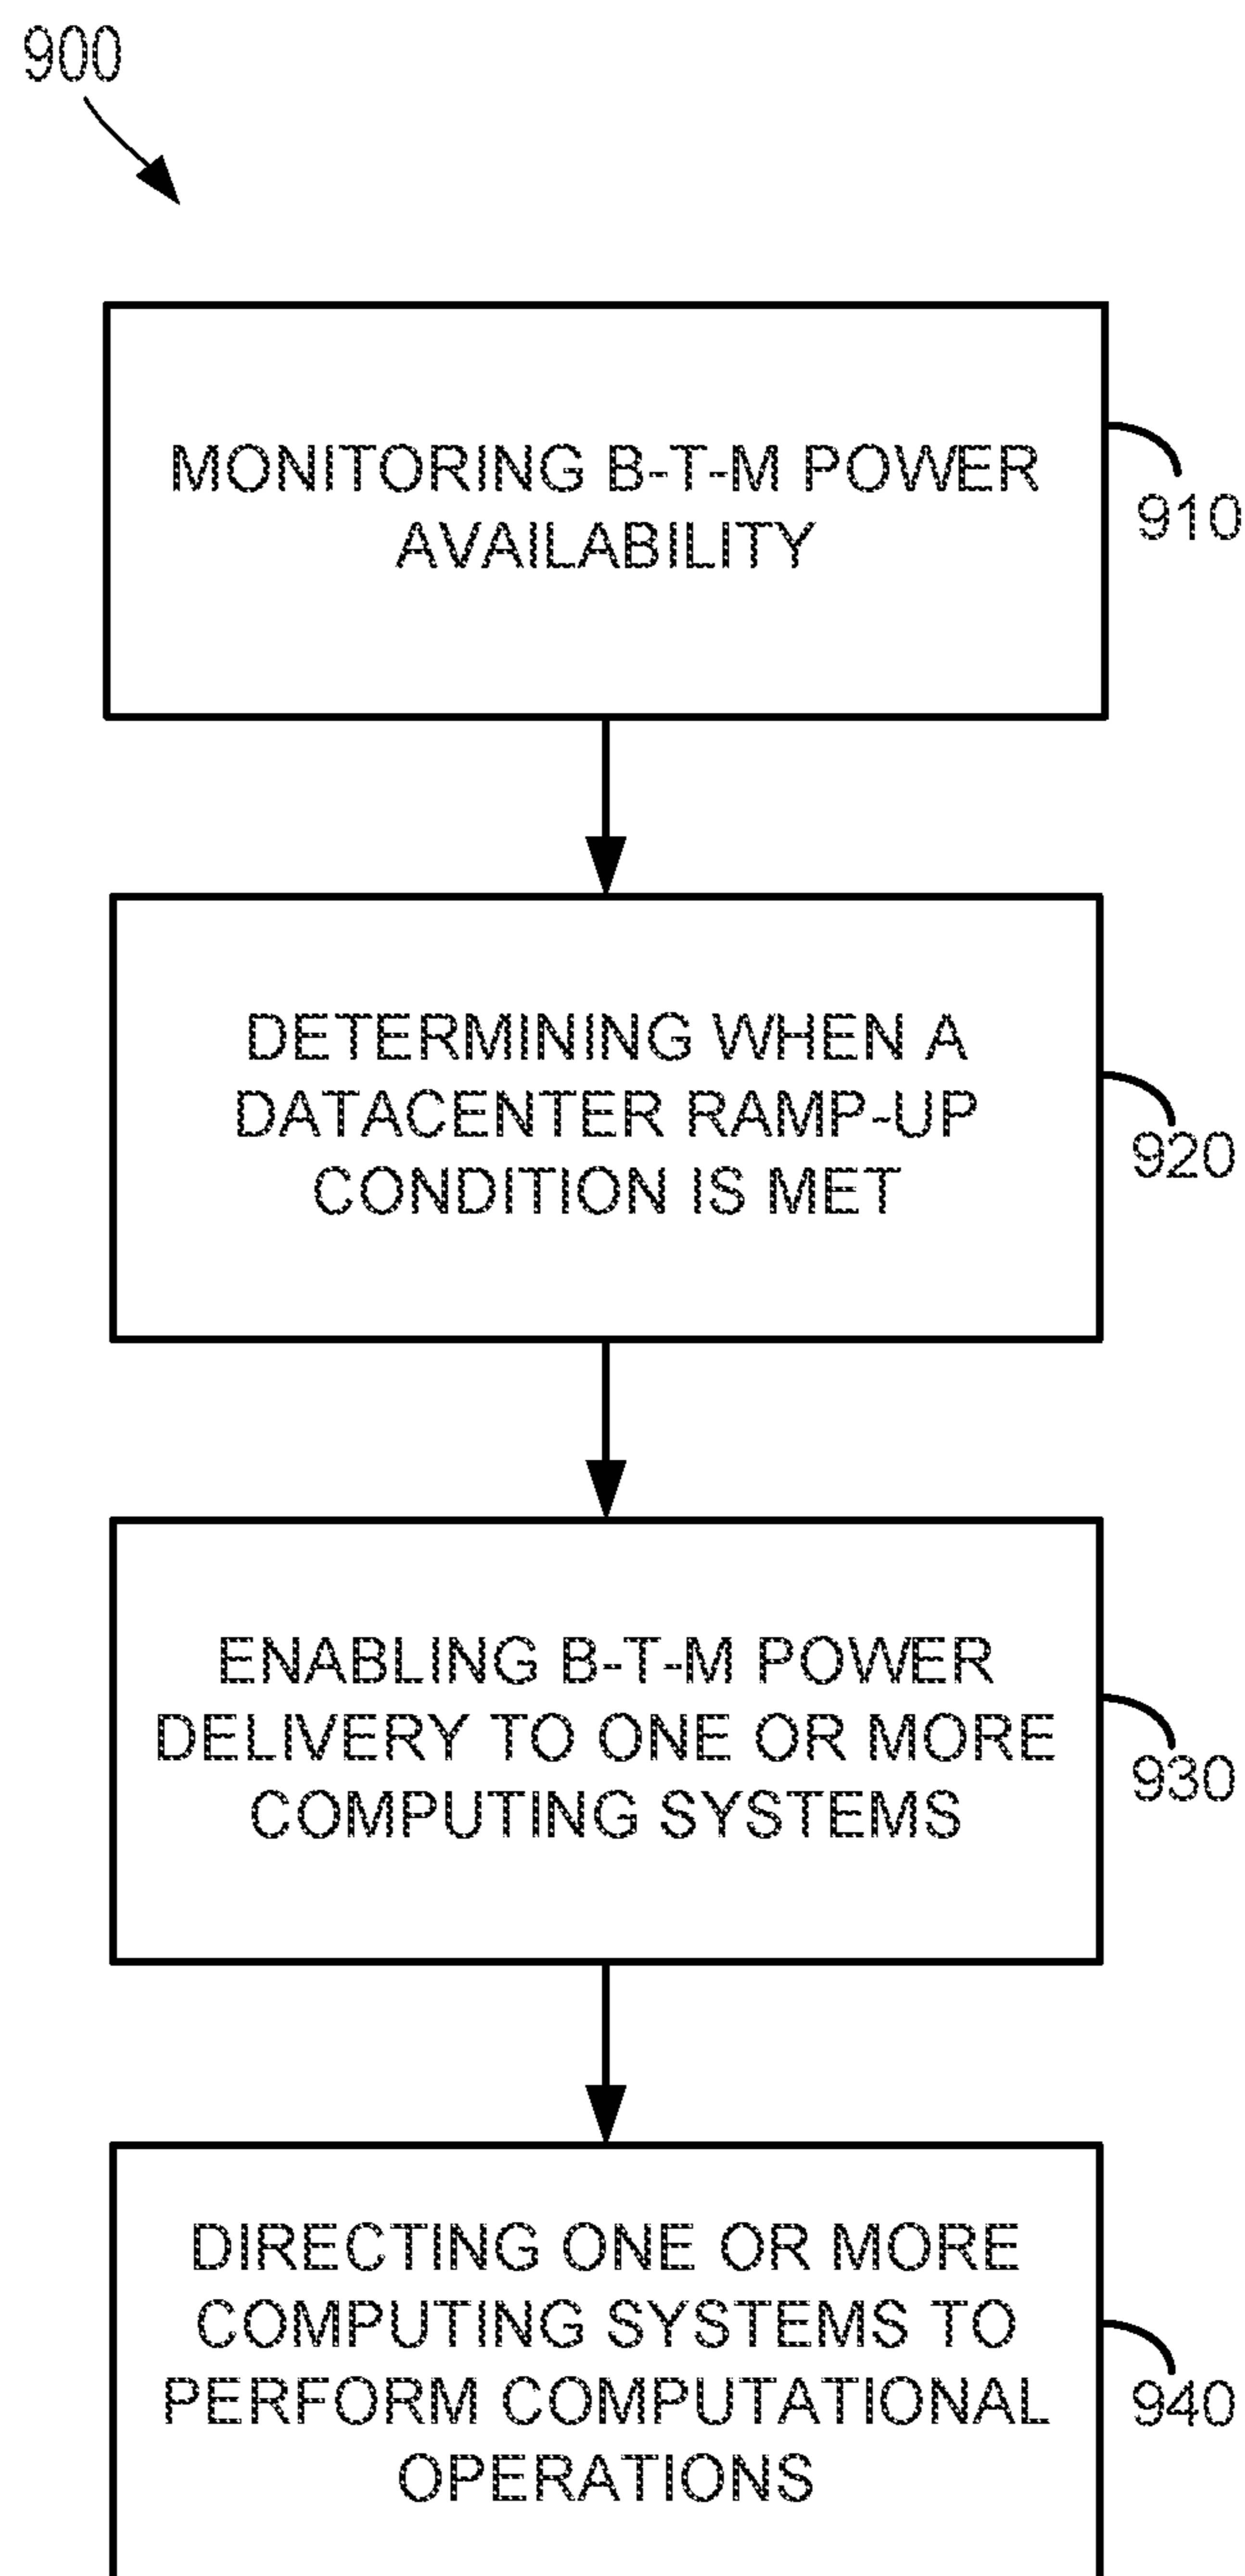 900
MONITORING B-T-M POWER
AVAILABILITY
910
DETERMINING WHEN A
DATACENTER RAMP-UP
CONDITION IS MET
920
ENABLING B-T-M POWER
DELIVERY TO ONE OR MORE
COMPUTING SYSTEMS
930
DIRECTING ONE OR MORE
COMPUTING SYSTEMS TO
PERFORM COMPUTATIONAL
OPERATIONS
940